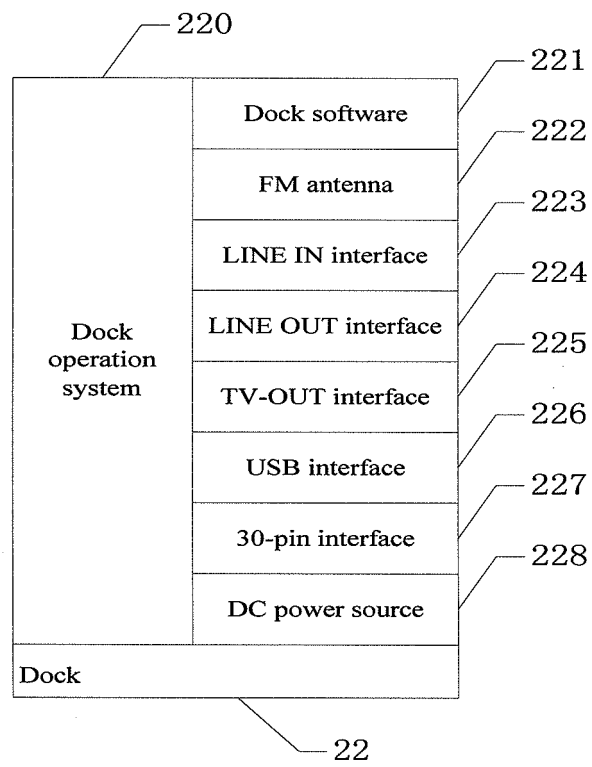 220
221
Dock software
222
FM antenna
223
LINE IN interface
224
LINE OUT interface
Dock
operation
system
225
TV-OUT interface
226
USB interface
227
30-pin interface
228
DC power source
Dock
22